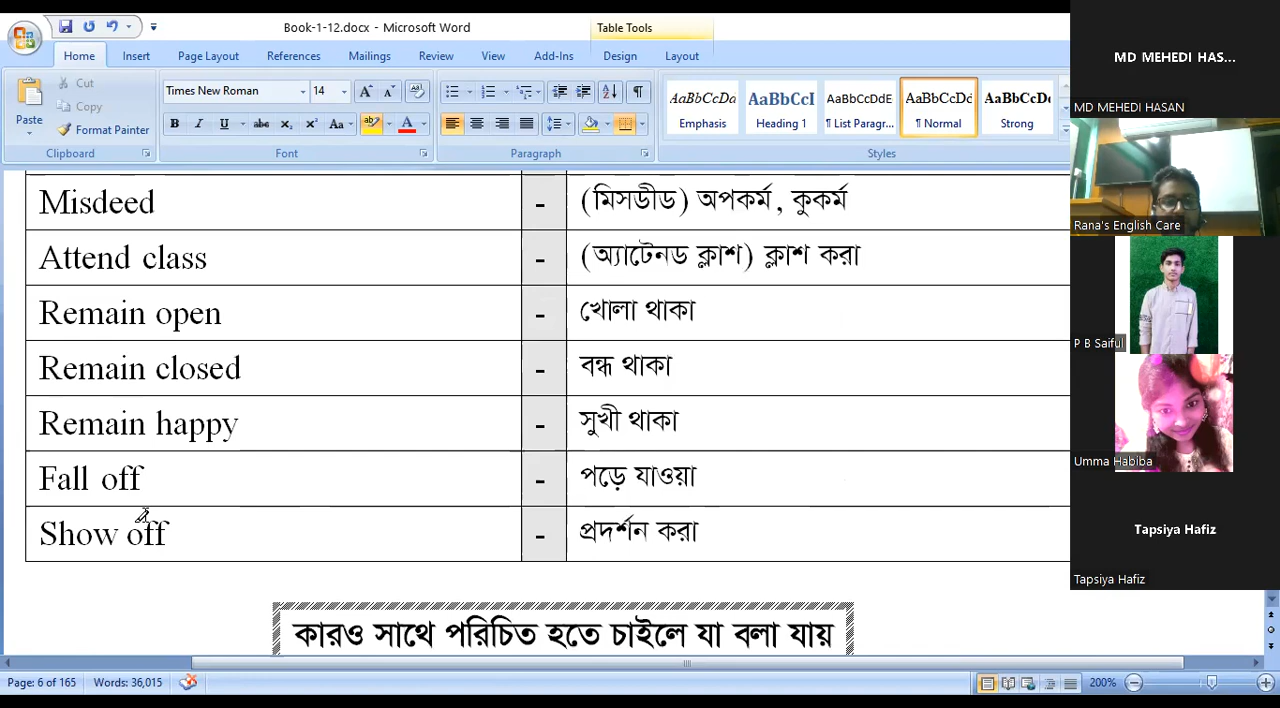 Book-1-12.docx - Microsoft Word
Table Tools
Home Insert Page Layout References Mailings Review View Add-Ins Design Layout
Cut
Copy
Paste
Format Painter
Times New Roman 14
AaBbCcDd AaBbCcI AaBbCcDdE AaBbCcDc AaBbCcDc
Emphasis Heading 1 ¶ List Paragr... ¶ Normal Strong
Clipboard Font Paragraph Styles
Misdeed - (মিসডীড) অপকর্ম, কুকর্ম
Attend class - (অ্যাটেনড ক্লাশ) ক্লাশ করা
Remain open - খোলা থাকা
Remain closed - বন্ধ থাকা
Remain happy - সুখী থাকা
Fall off - পড়ে যাওয়া
Show off - প্রদর্শন করা
কারও সাথে পরিচিত হতে চাইলে যা বলা যায়
Page: 6 of 165 Words: 36,015 200%
MD MEHEDI HAS...
MD MEHEDI HASAN
Rana's English Care
P B Saiful
Umma Habiba
Tapsiya Hafiz
Tapsiya Hafiz